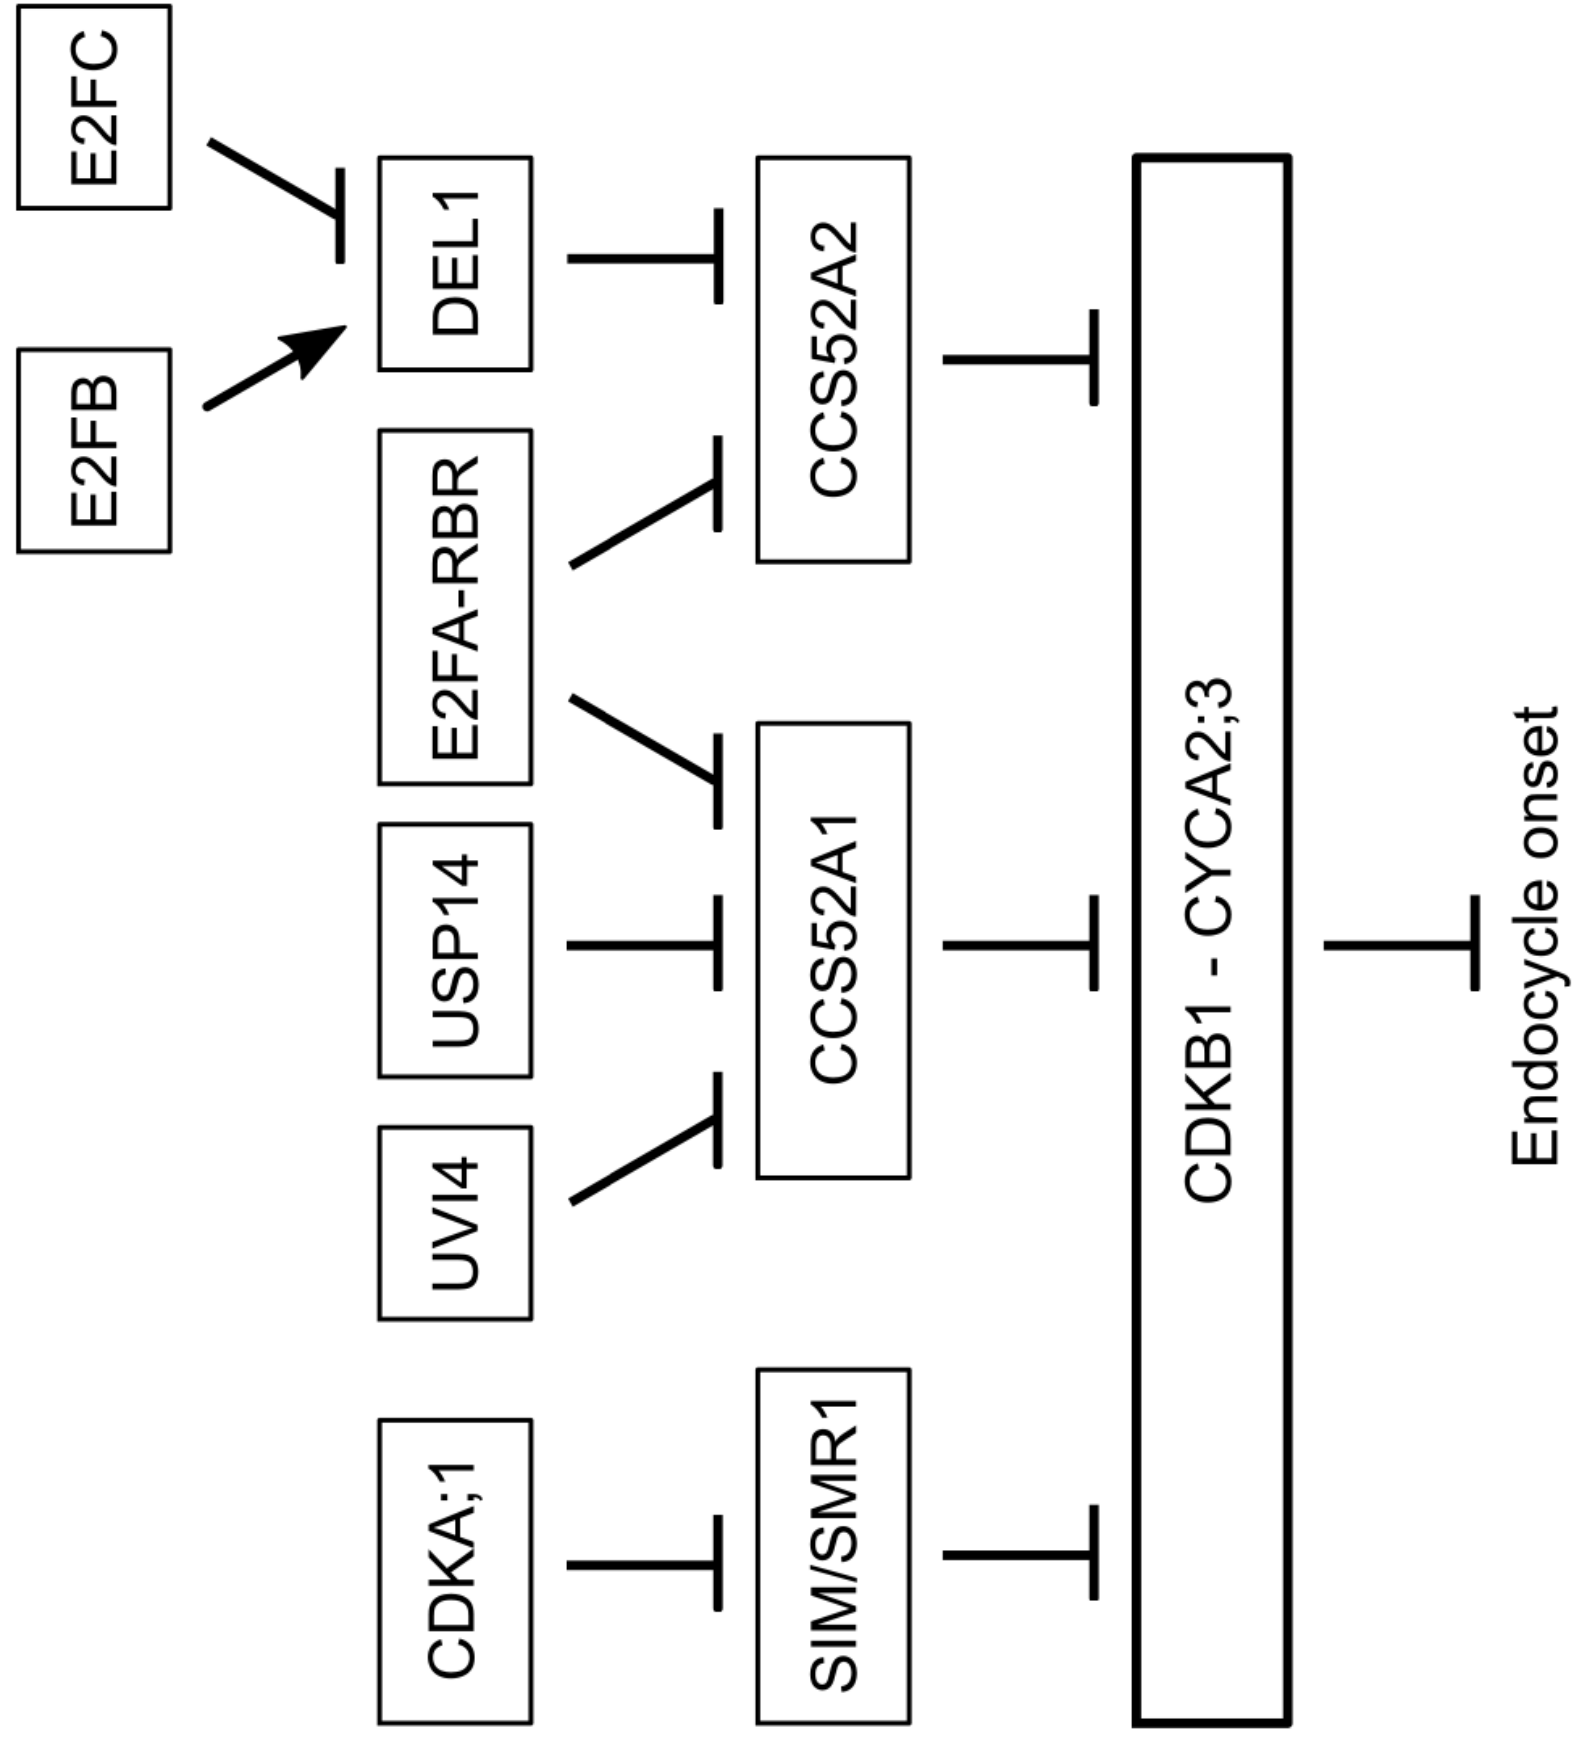 E2FB
E2FC
CDKA;1
UVI4
USP14
E2FA-RBR
DEL1
SIM/SMR1
CCS52A1
CCS52A2
CDKB1 - CYCA2;3
Endocycle onset